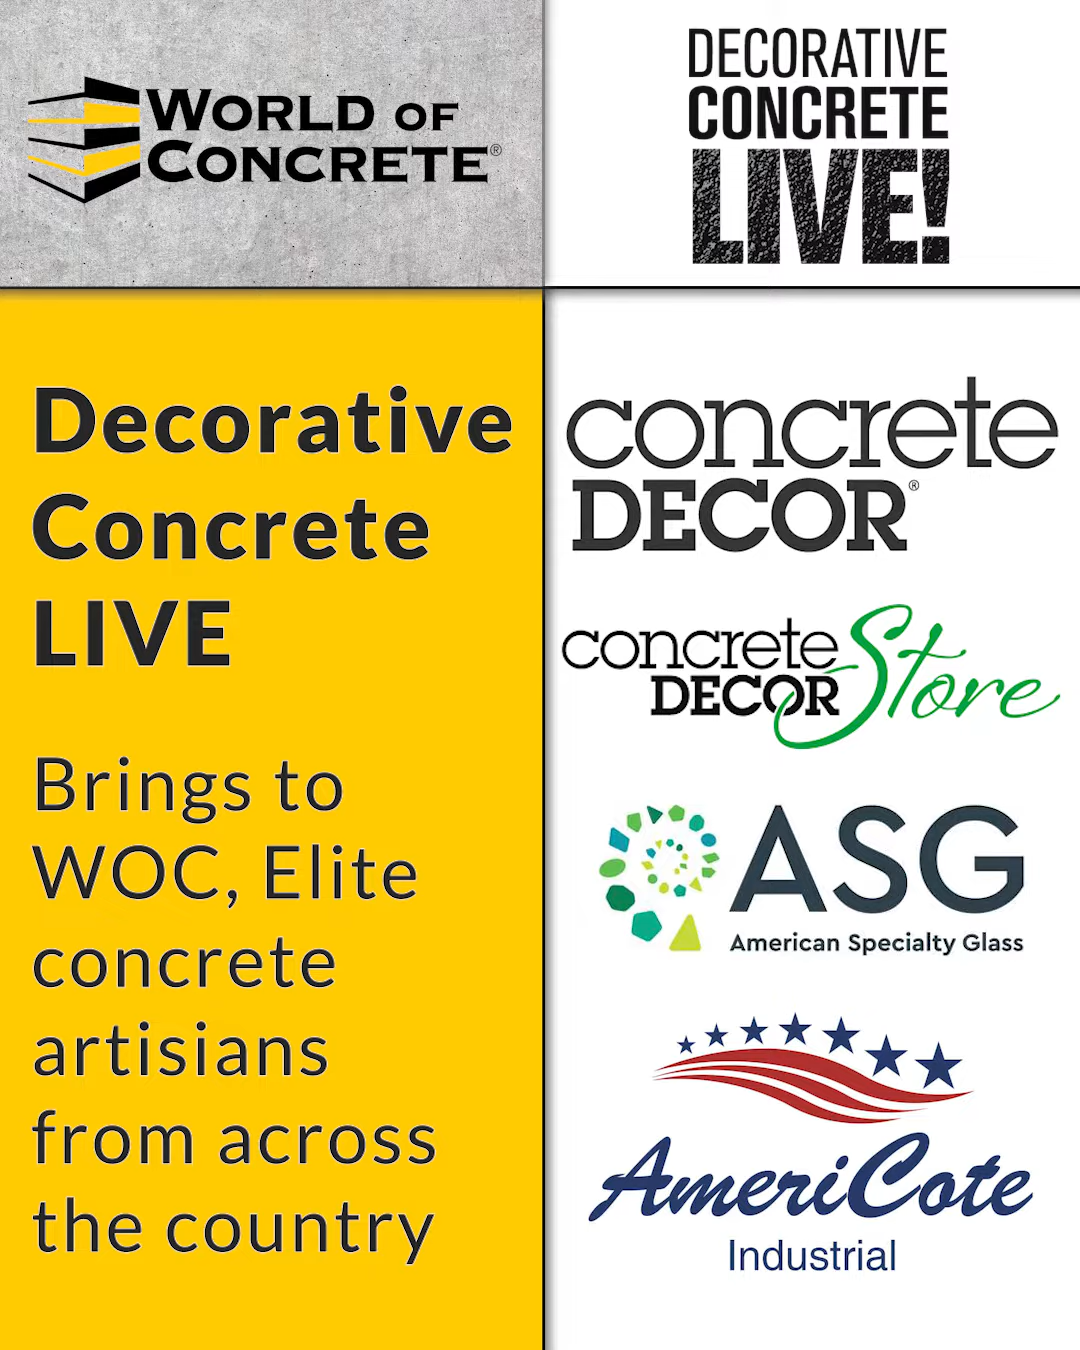 WORLD OF
CONCRETE®
DECORATIVE
CONCRETE
LIVE!
Decorative
Concrete
LIVE
Brings to
WOC, Elite
concrete
artisians
from across
the country
concrete
DECOR®
concrete
DECOR Store
ASG
American Specialty Glass
AmeriCote
Industrial